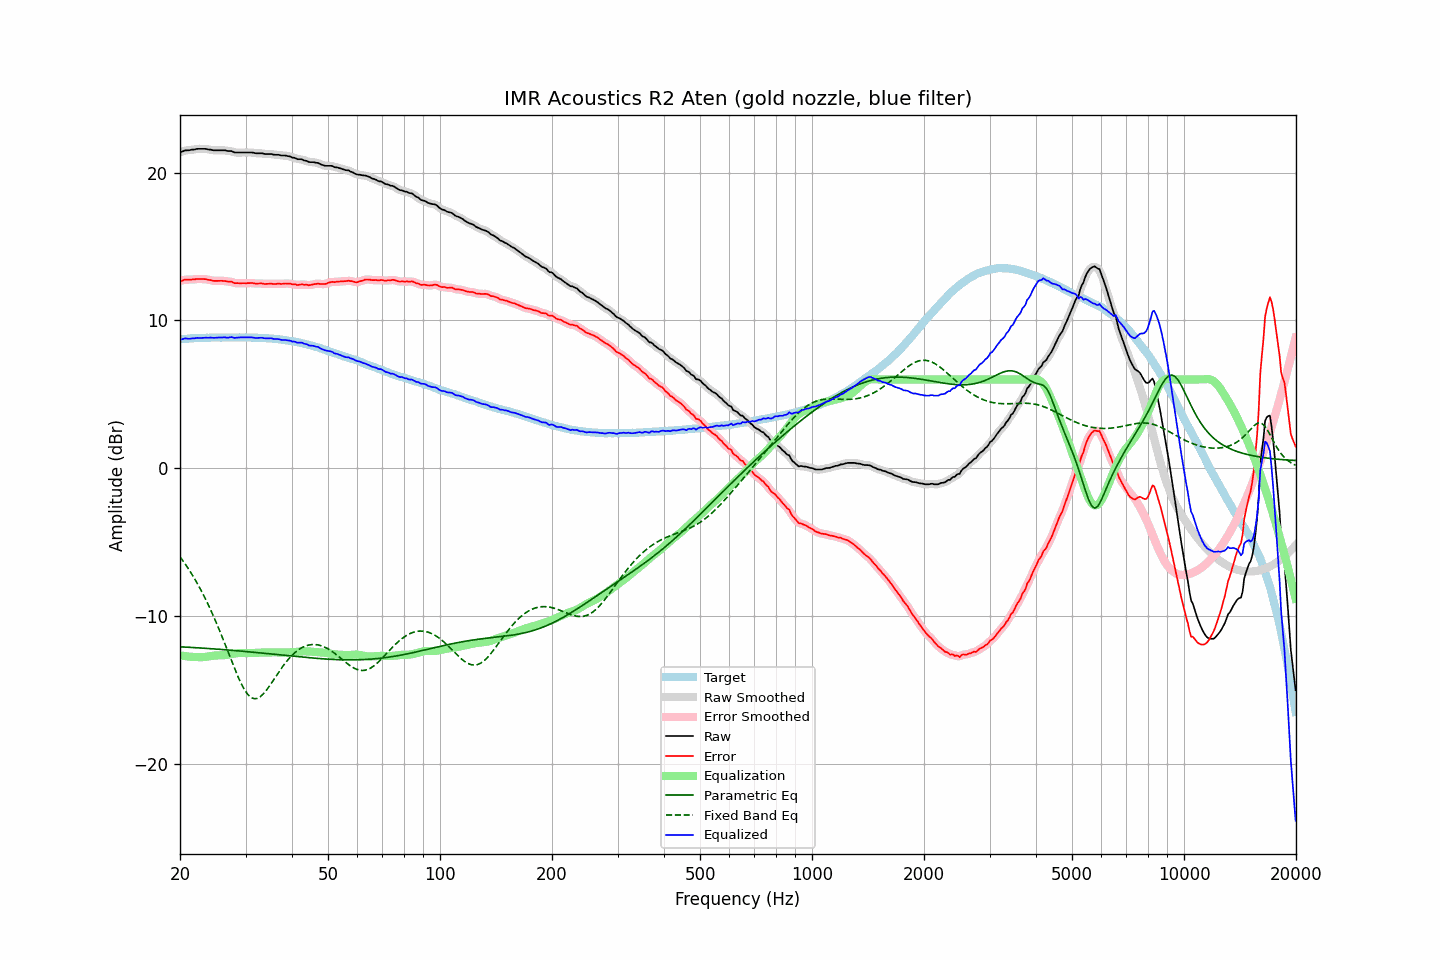 IMR Acoustics R2 Aten (gold nozzle, blue filter)
Amplitude (dBr)
20
10
0
−10
−20
Target
Raw Smoothed
Error Smoothed
Raw
Error
Equalization
Parametric Eq
Fixed Band Eq
Equalized
20 50 100 200 500 1000 2000 5000 10000 20000
Frequency (Hz)